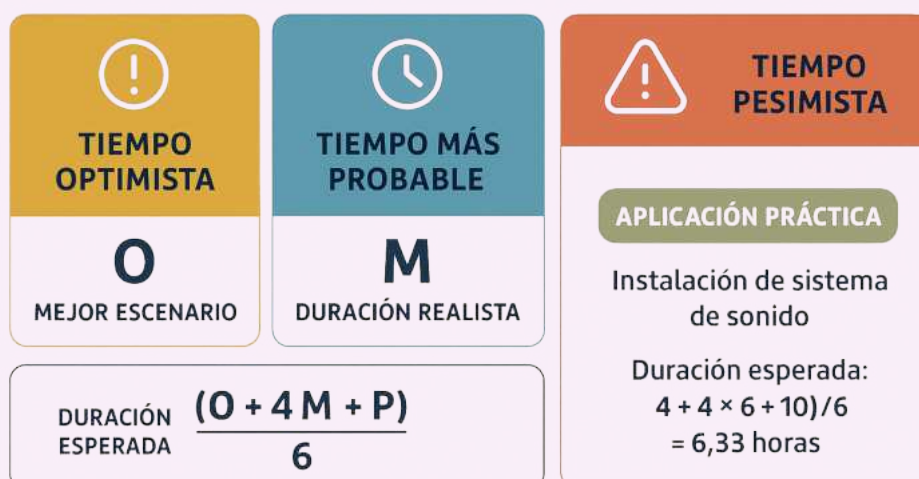 TIEMPO
OPTIMISTA
O
MEJOR ESCENARIO
TIEMPO MÁS
PROBABLE
M
DURACIÓN REALISTA
DURACIÓN
ESPERADA
(O + 4 M + P)
6
TIEMPO
PESIMISTA
APLICACIÓN PRÁCTICA
Instalación de sistema
de sonido
Duración esperada:
4 + 4 × 6 + 10)/6
= 6,33 horas